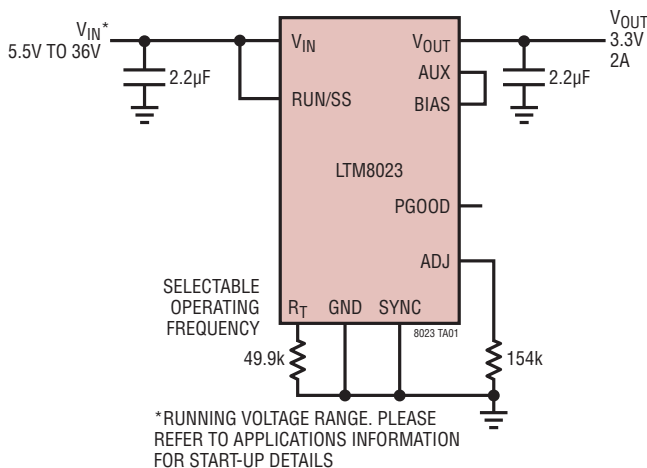 VIN*
5.5V TO 36V
2.2µF
VIN
RUN/SS
VOUT
AUX
BIAS
LTM8023
PGOOD
ADJ
RT
GND
SYNC
8023 TA01
VOUT
3.3V
2A
2.2µF
SELECTABLE
OPERATING
FREQUENCY
49.9k
154k
*RUNNING VOLTAGE RANGE. PLEASE
REFER TO APPLICATIONS INFORMATION
FOR START-UP DETAILS